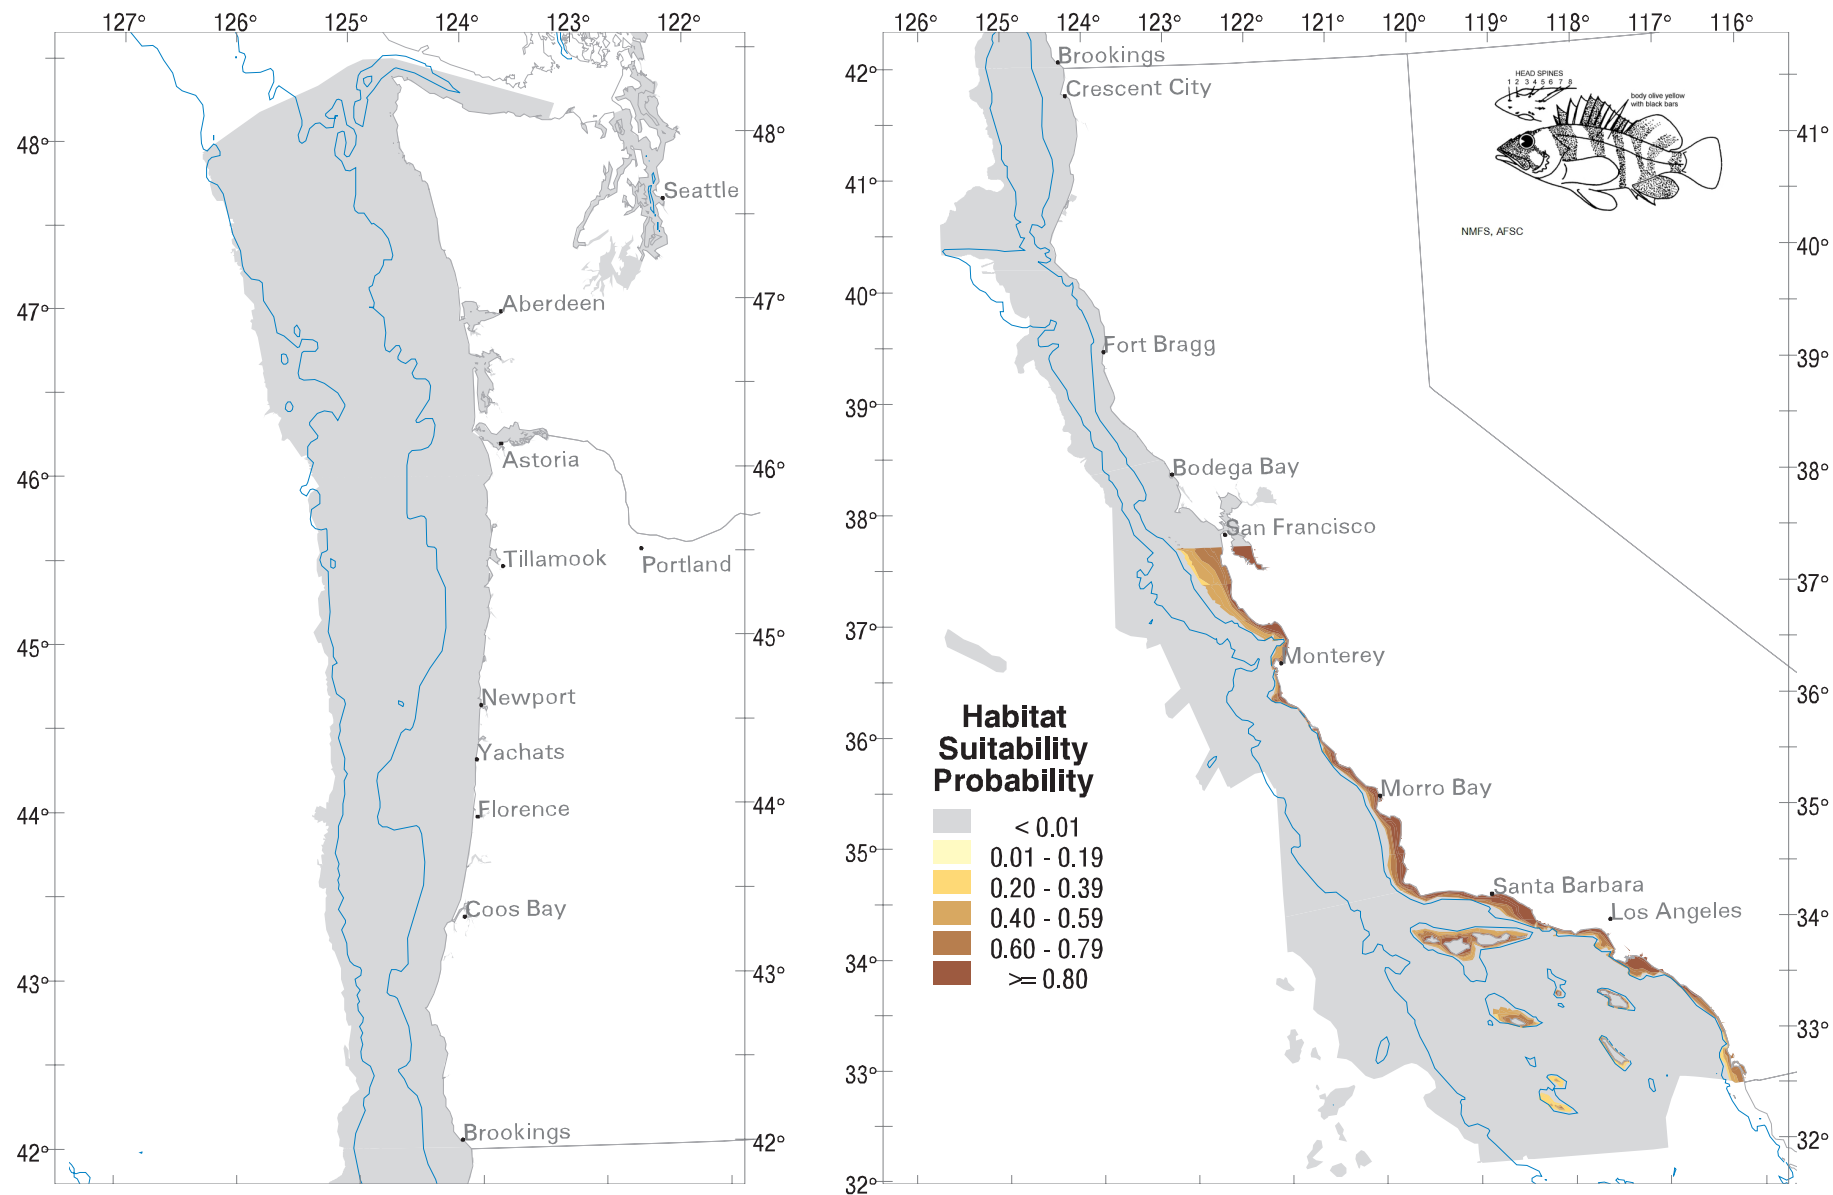 127° 126° 125° 124° 123° 122°
48°
47°
46°
45°
44°
43°
42°
48°
47°
46°
45°
44°
43°
42°
Seattle
Aberdeen
Astoria
Tillamook
Portland
Newport
Yachats
Florence
Coos Bay
Brookings
126° 125° 124° 123° 122° 121° 120° 119° 118° 117° 116°
42°
41°
40°
39°
38°
37°
36°
35°
34°
33°
32°
41°
40°
39°
38°
37°
36°
35°
34°
33°
32°
Brookings
Crescent City
Fort Bragg
Bodega Bay
San Francisco
Monterey
Morro Bay
Santa Barbara
Los Angeles
HEAD SPINES
1 2 3 4 5 6 7 8
body olive yellow
with black bars
NMFS, AFSC
Habitat
Suitability
Probability
< 0.01
0.01 - 0.19
0.20 - 0.39
0.40 - 0.59
0.60 - 0.79
>= 0.80